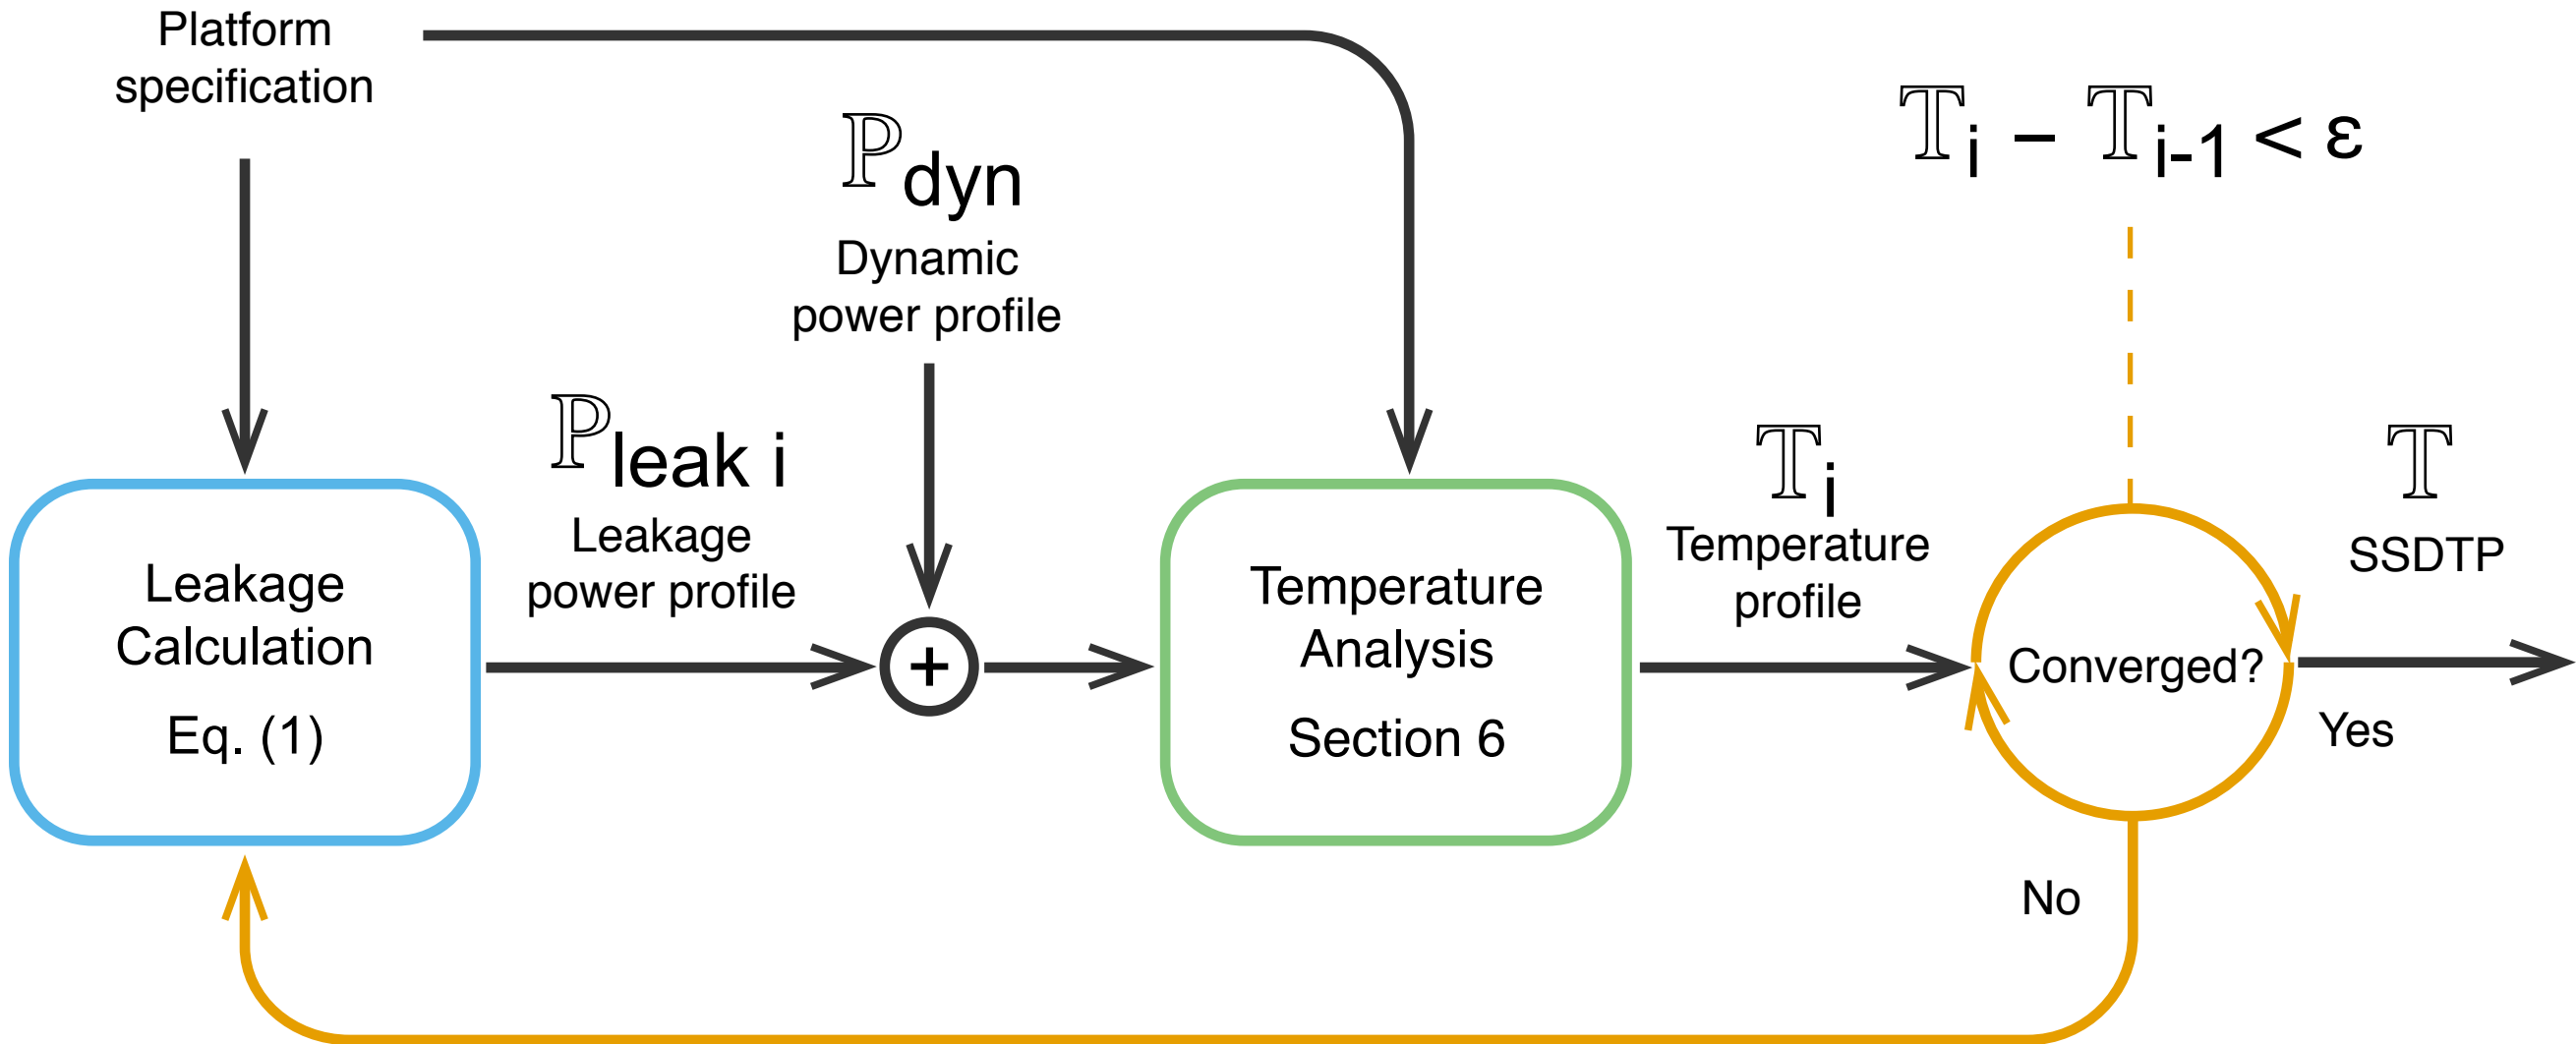 Platform
specification
ℙdyn
Dynamic
power profile
𝕋i – 𝕋i-1 < ε
ℙleak i
Leakage
power profile
Leakage
Calculation
Eq. (1)
+
Temperature
Analysis
Section 6
𝕋i
Temperature
profile
Converged?
𝕋
SSDTP
Yes
No